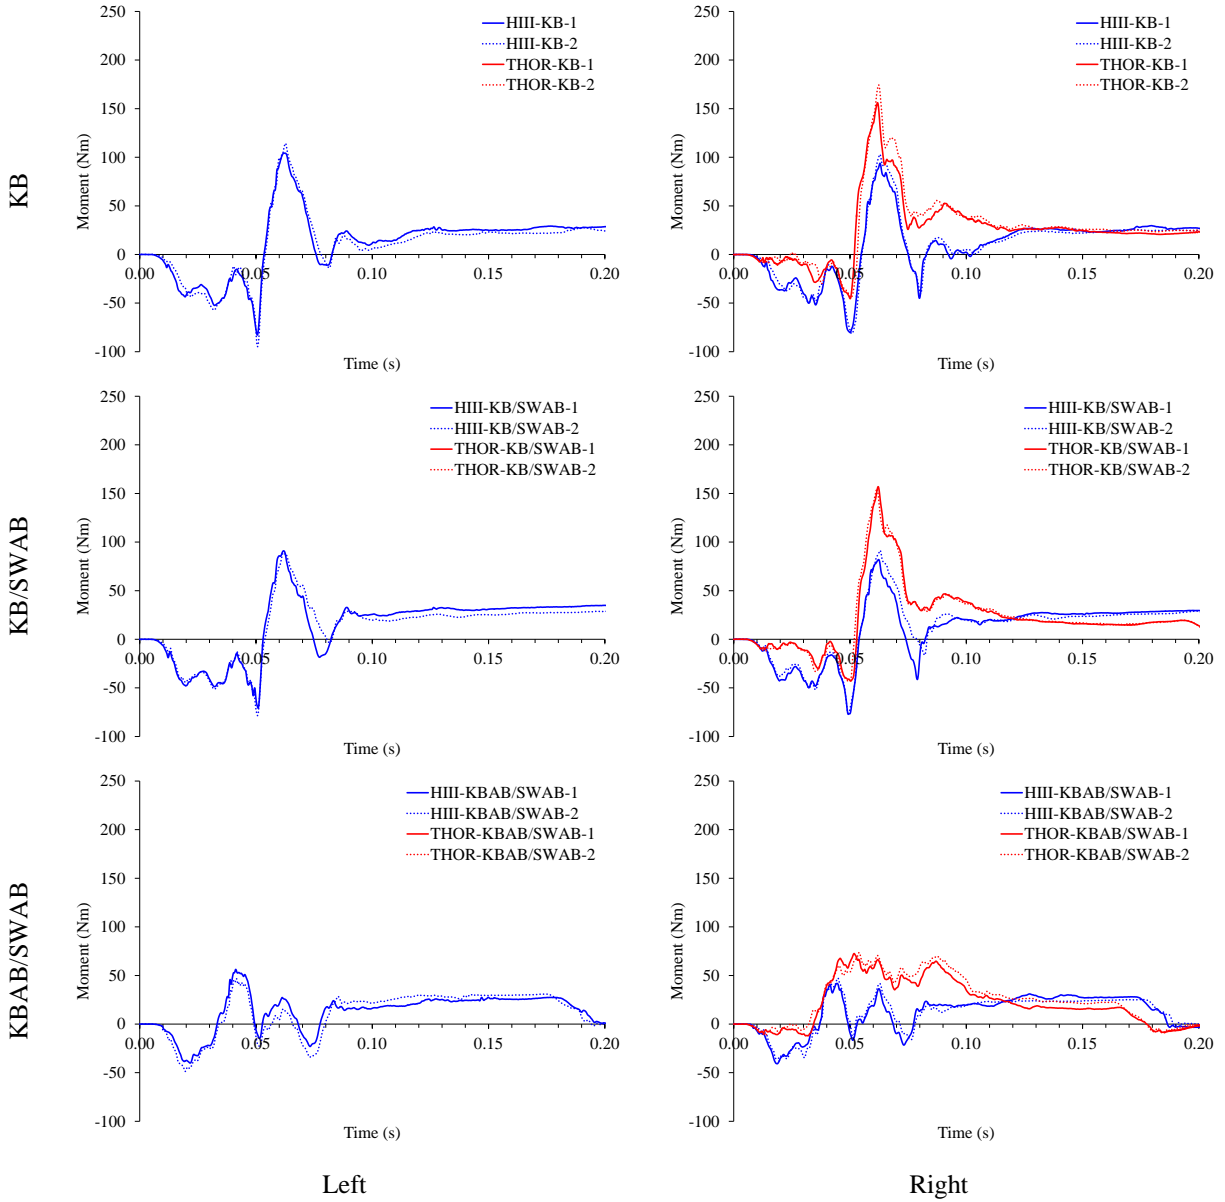 KB
250
200
150
100
50
0
-50
-100
0.00
0.05
0.10
0.15
0.20
Moment (Nm)
Time (s)
HIII-KB-1
HIII-KB-2
THOR-KB-1
THOR-KB-2
250
200
150
100
50
0
-50
-100
0.00
0.05
0.10
0.15
0.20
Moment (Nm)
Time (s)
HIII-KB-1
HIII-KB-2
THOR-KB-1
THOR-KB-2
KB/SWAB
250
200
150
100
50
0
-50
-100
0.00
0.05
0.10
0.15
0.20
Moment (Nm)
Time (s)
HIII-KB/SWAB-1
HIII-KB/SWAB-2
THOR-KB/SWAB-1
THOR-KB/SWAB-2
250
200
150
100
50
0
-50
-100
0.00
0.05
0.10
0.15
0.20
Moment (Nm)
Time (s)
HIII-KB/SWAB-1
HIII-KB/SWAB-2
THOR-KB/SWAB-1
THOR-KB/SWAB-2
KBAB/SWAB
250
200
150
100
50
0
-50
-100
0.00
0.05
0.10
0.15
0.20
Moment (Nm)
Time (s)
HIII-KBAB/SWAB-1
HIII-KBAB/SWAB-2
THOR-KBAB/SWAB-1
THOR-KBAB/SWAB-2
250
200
150
100
50
0
-50
-100
0.00
0.05
0.10
0.15
0.20
Moment (Nm)
Time (s)
HIII-KBAB/SWAB-1
HIII-KBAB/SWAB-2
THOR-KBAB/SWAB-1
THOR-KBAB/SWAB-2
Left
Right